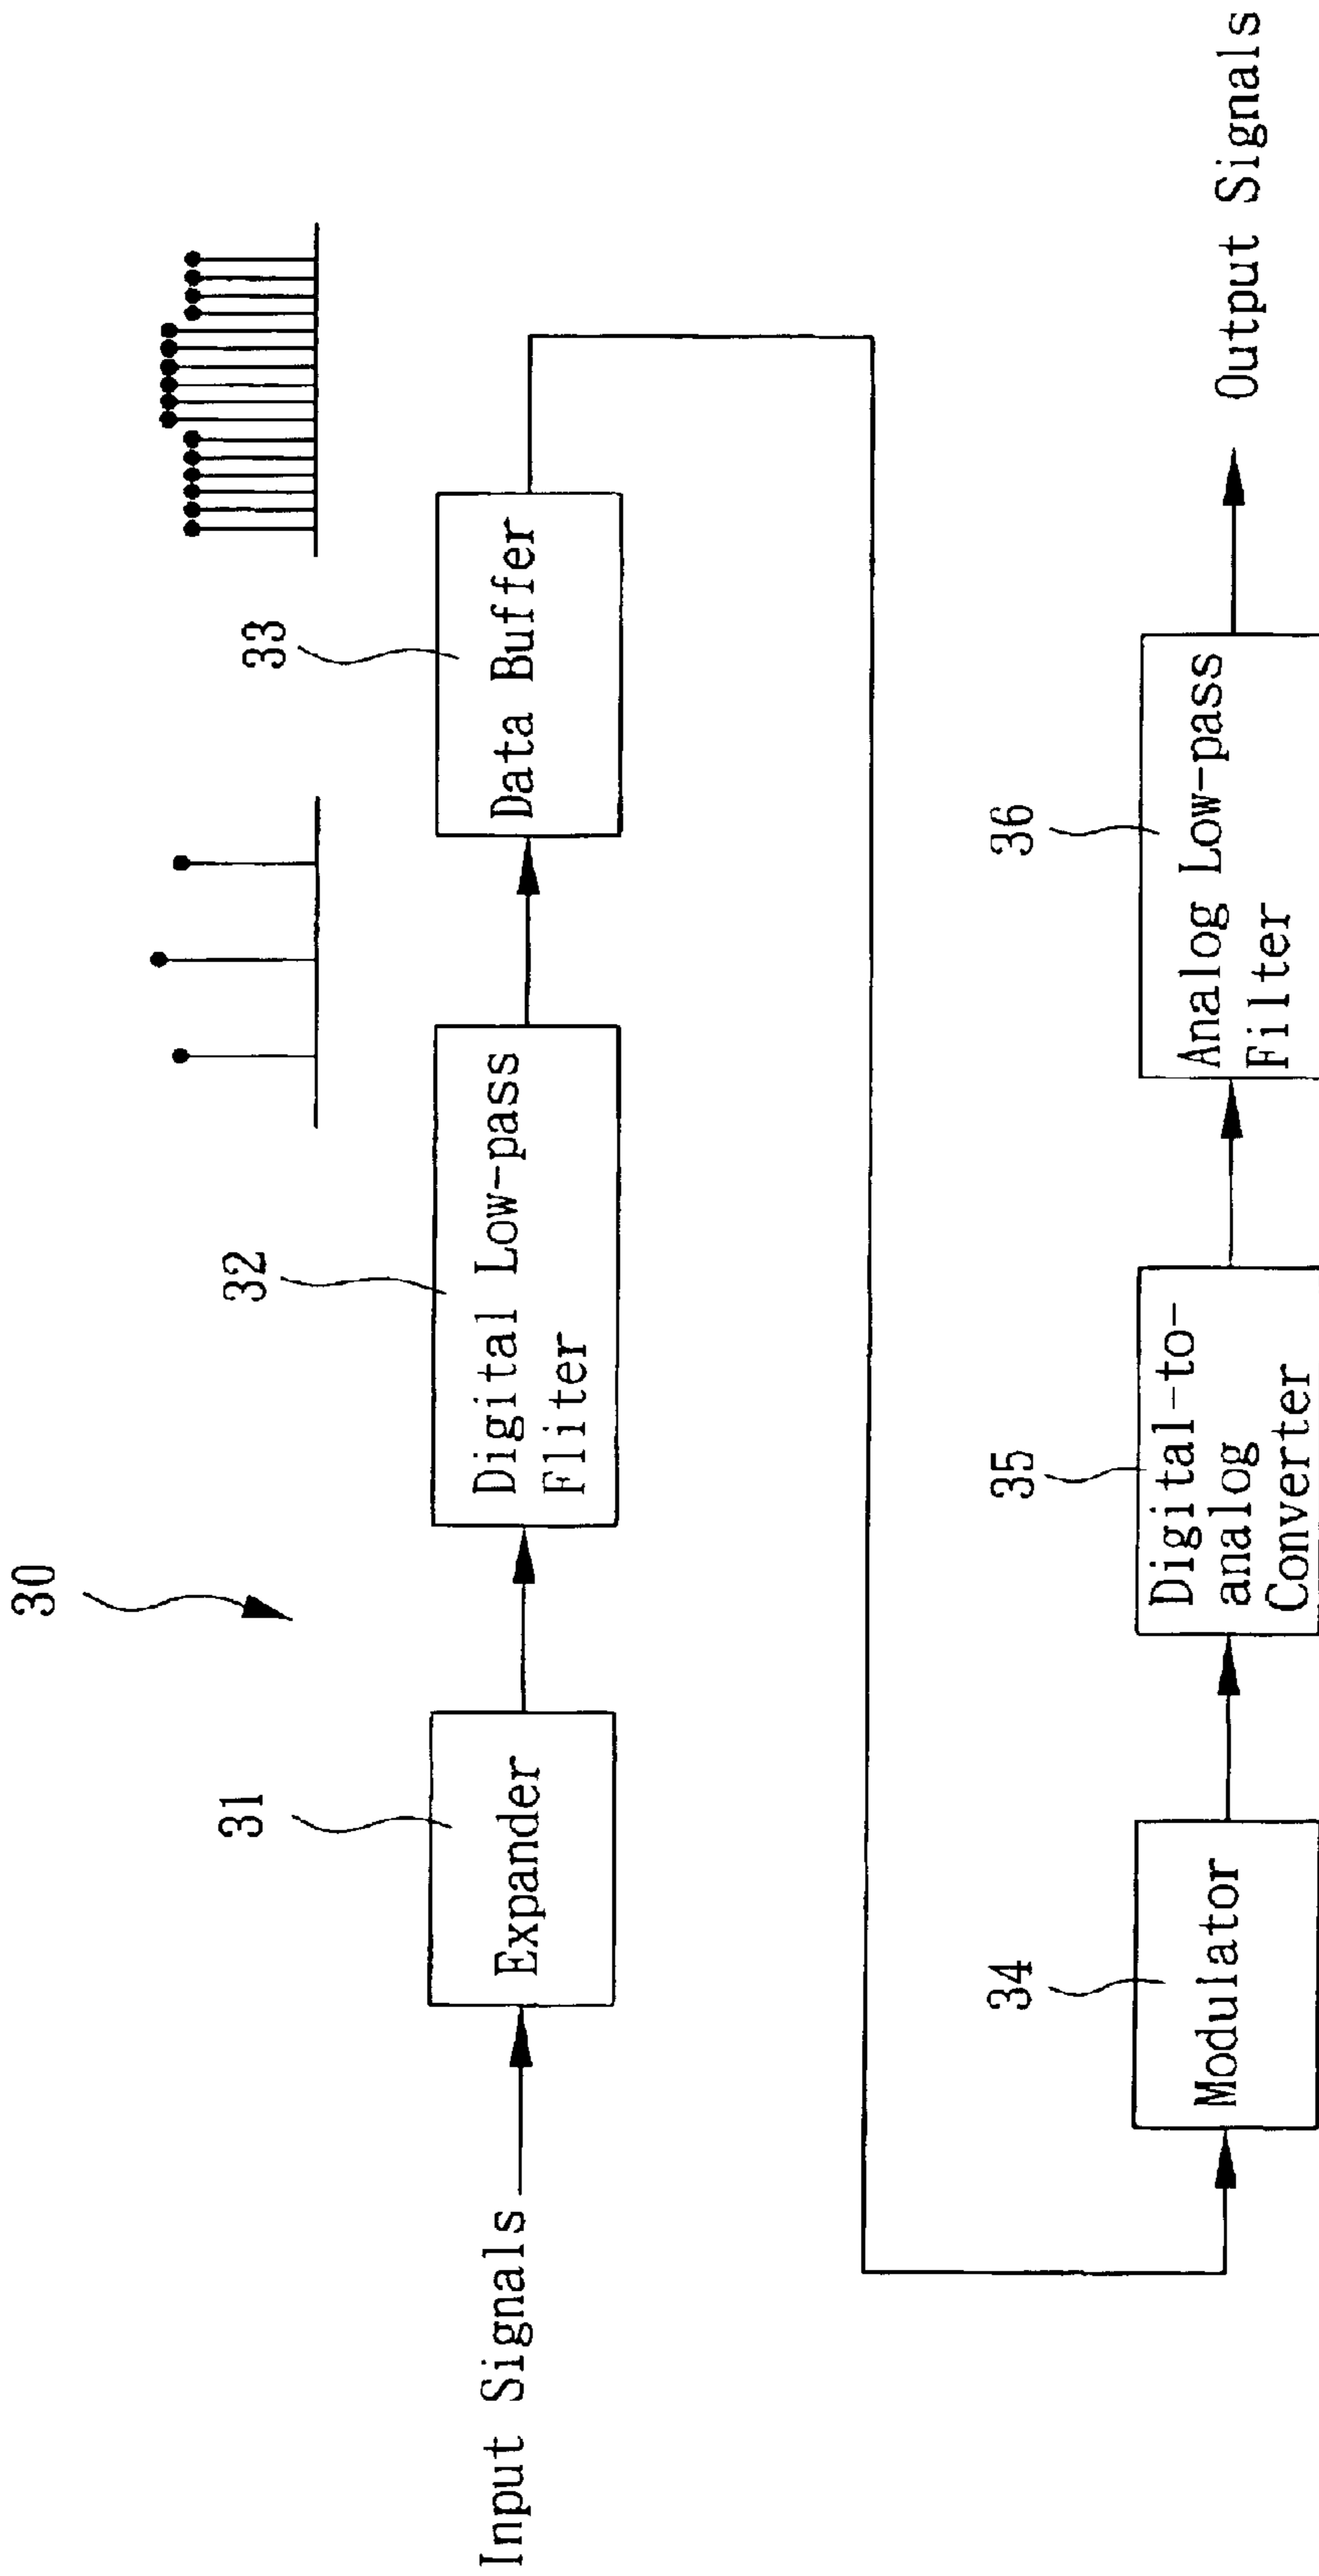 30
31
32
33
Input Signals
Expander
Digital Low-pass
Fliter
Data Buffer
34
35
36
Modulator
Digital-to-
analog
Converter
Analog Low-pass
Filter
Output Signals